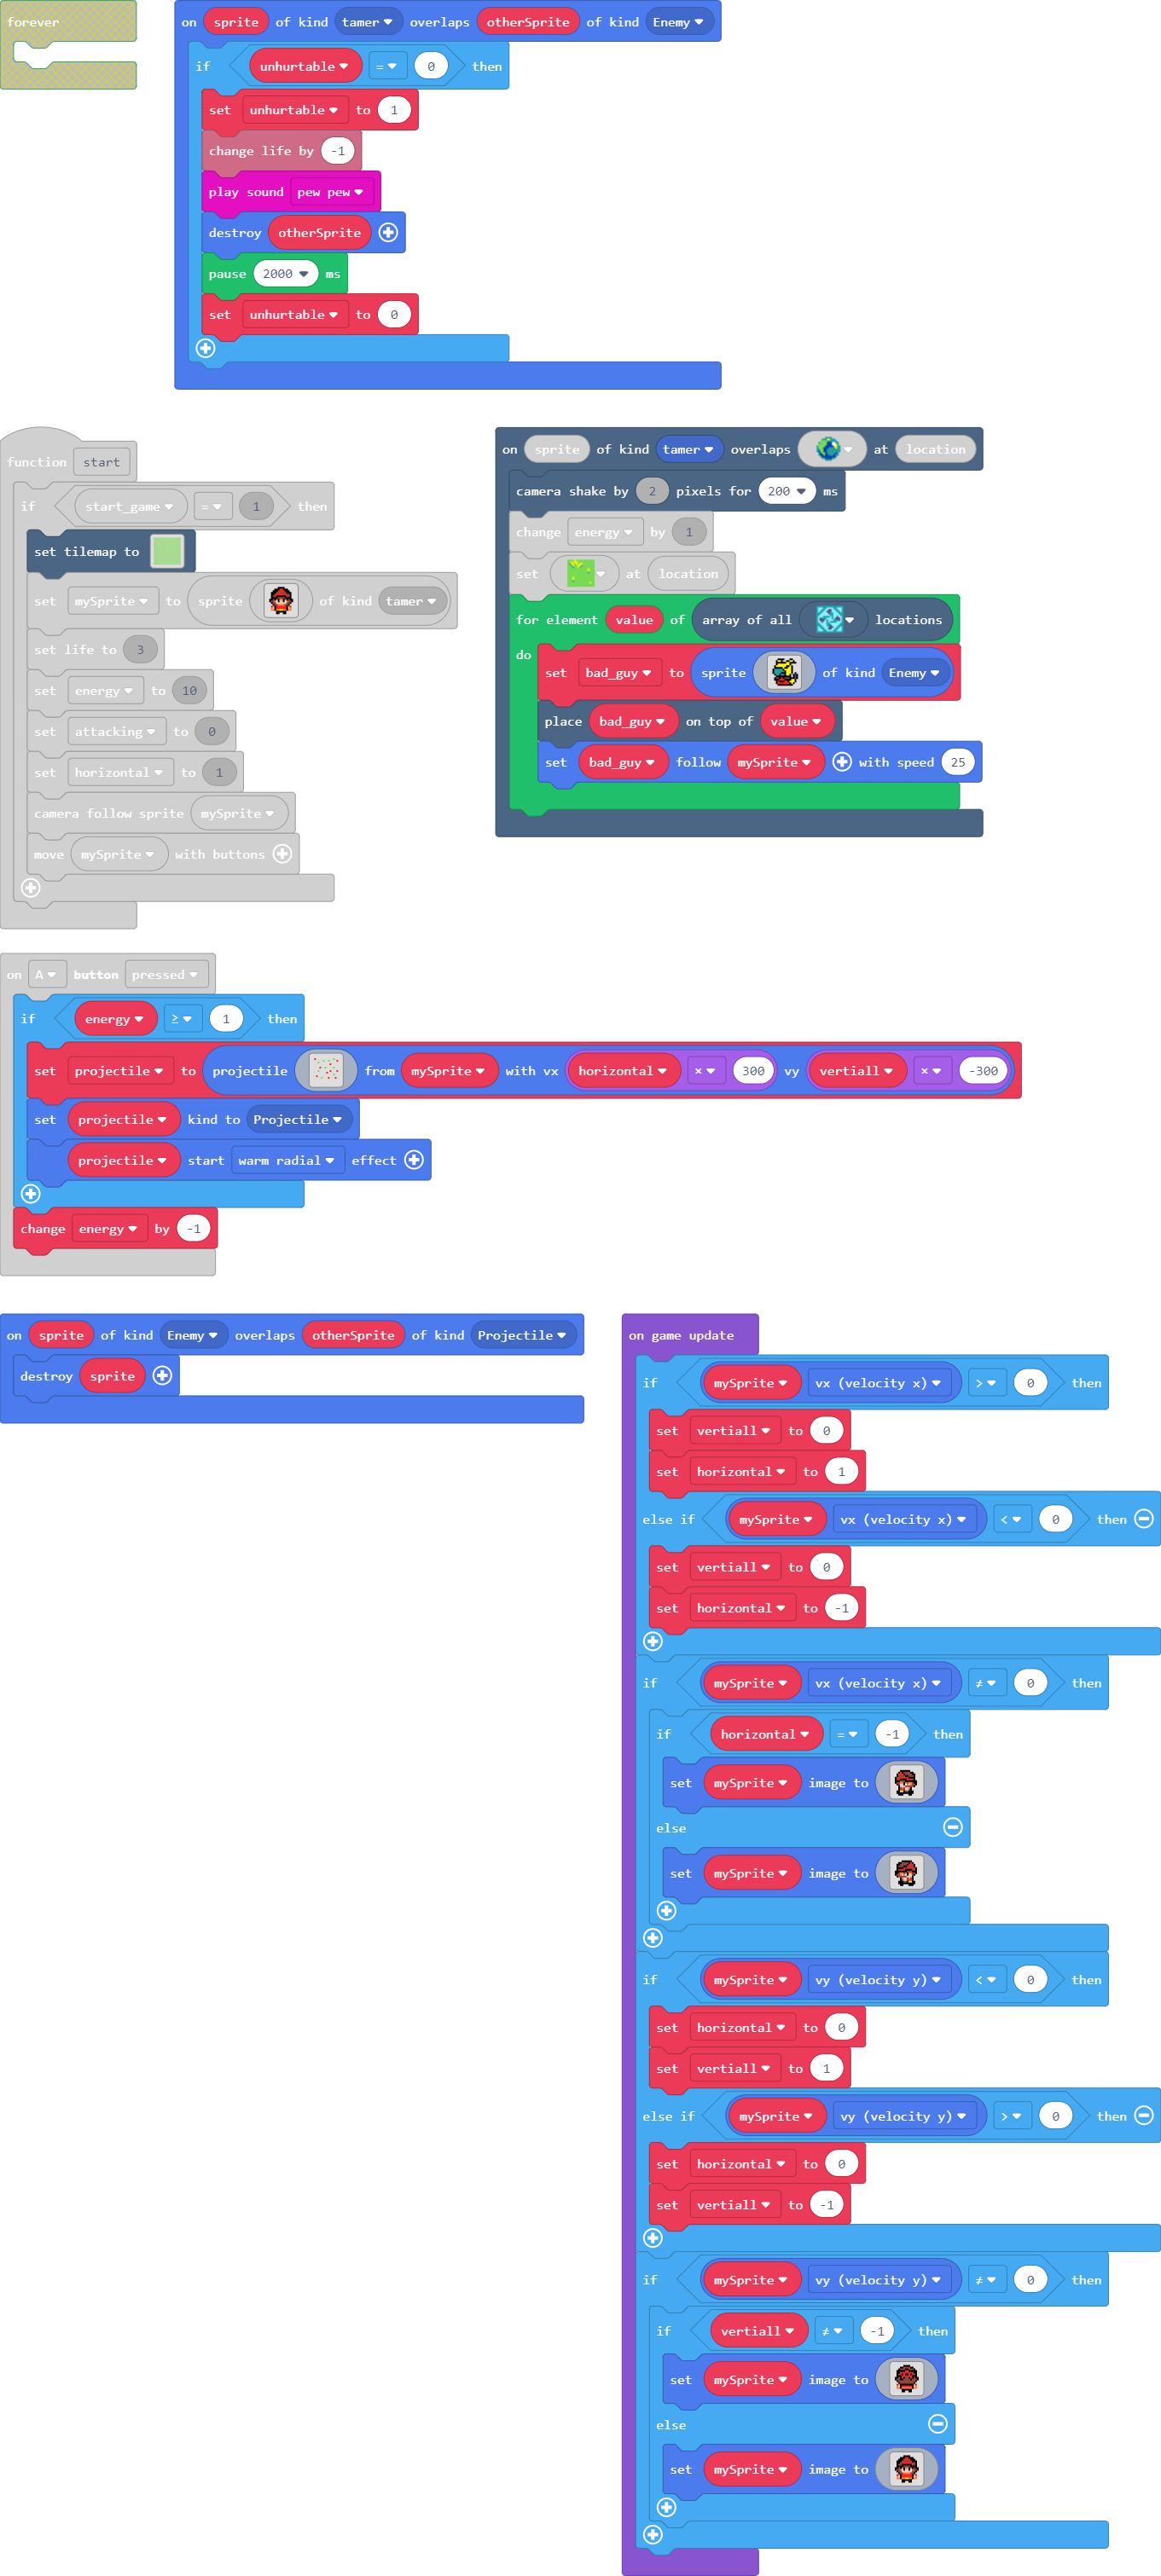 forever
on sprite of kind tamer overlaps otherSprite of kind Enemy
if unhurtable = 0 then
set unhurtable to 1
change life by -1
play sound pew pew
destroy otherSprite
pause 2000 ms
set unhurtable to 0
function start
if start_game = 1 then
set tilemap to
set mySprite to sprite of kind tamer
set life to 3
set energy to 10
set attacking to 0
set horizontal to 1
camera follow sprite mySprite
move mySprite with buttons
on sprite of kind tamer overlaps at location
camera shake by 2 pixels for 200 ms
change energy by 1
set at location
for element value of array of all locations
do
set bad_guy to sprite of kind Enemy
place bad_guy on top of value
set bad_guy follow mySprite with speed 25
on A button pressed
if energy ≥ 1 then
set projectile to projectile from mySprite with vx horizontal × 300 vy vertiall × -300
set projectile kind to Projectile
projectile start warm radial effect
change energy by -1
on sprite of kind Enemy overlaps otherSprite of kind Projectile
destroy sprite
on game update
if mySprite vx (velocity x) > 0 then
set vertiall to 0
set horizontal to 1
else if mySprite vx (velocity x) < 0 then
set vertiall to 0
set horizontal to -1
if mySprite vx (velocity x) ≠ 0 then
if horizontal = -1 then
set mySprite image to
else
set mySprite image to
if mySprite vy (velocity y) < 0 then
set horizontal to 0
set vertiall to 1
else if mySprite vy (velocity y) > 0 then
set horizontal to 0
set vertiall to -1
if mySprite vy (velocity y) ≠ 0 then
if vertiall ≠ -1 then
set mySprite image to
else
set mySprite image to